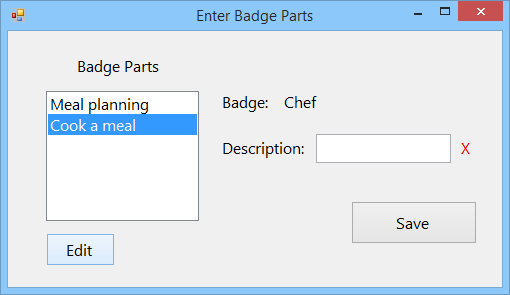 Enter Badge Parts
Badge Parts
Meal planning
Cook a meal
Badge: Chef
Description: X
Save
Edit